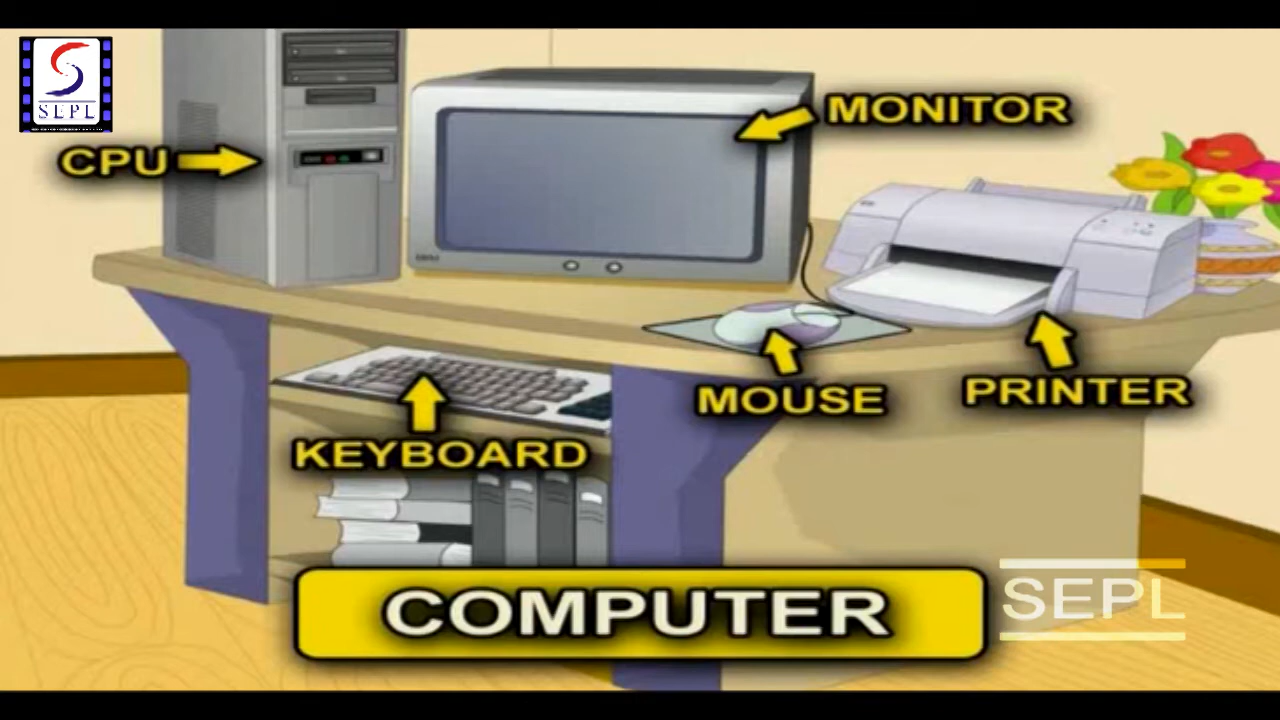 SEPL
MONITOR
CPU
PRINTER
MOUSE
KEYBOARD
COMPUTER
SEPL